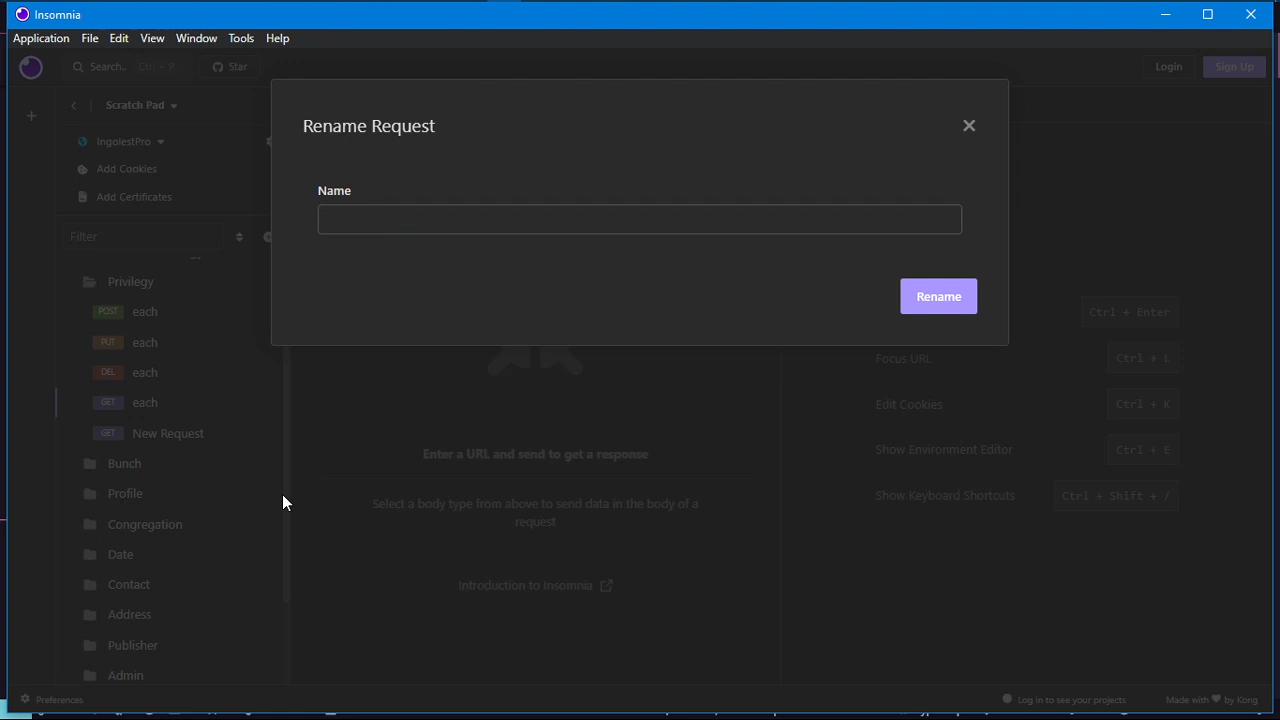 Insomnia
Application File Edit View Window Tools Help
Search.. Ctrl + P Star Login Sign Up
Scratch Pad
Rename Request
IngolestPro
Add Cookies
Name
Add Certificates
Filter
Privilegy
Rename
POST each
Ctrl + Enter
PUT each
Focus URL Ctrl + L
DEL each
GET each
Edit Cookies Ctrl + K
GET New Request
Enter a URL and send to get a response
Show Environment Editor Ctrl + E
Bunch
Profile
Select a body type from above to send data in the body of a
request
Show Keyboard Shortcuts Ctrl + Shift + /
Congregation
Date
Contact
Introduction to Insomnia
Address
Publisher
Admin
Preferences
Log in to see your projects Made with ♥ by Kong